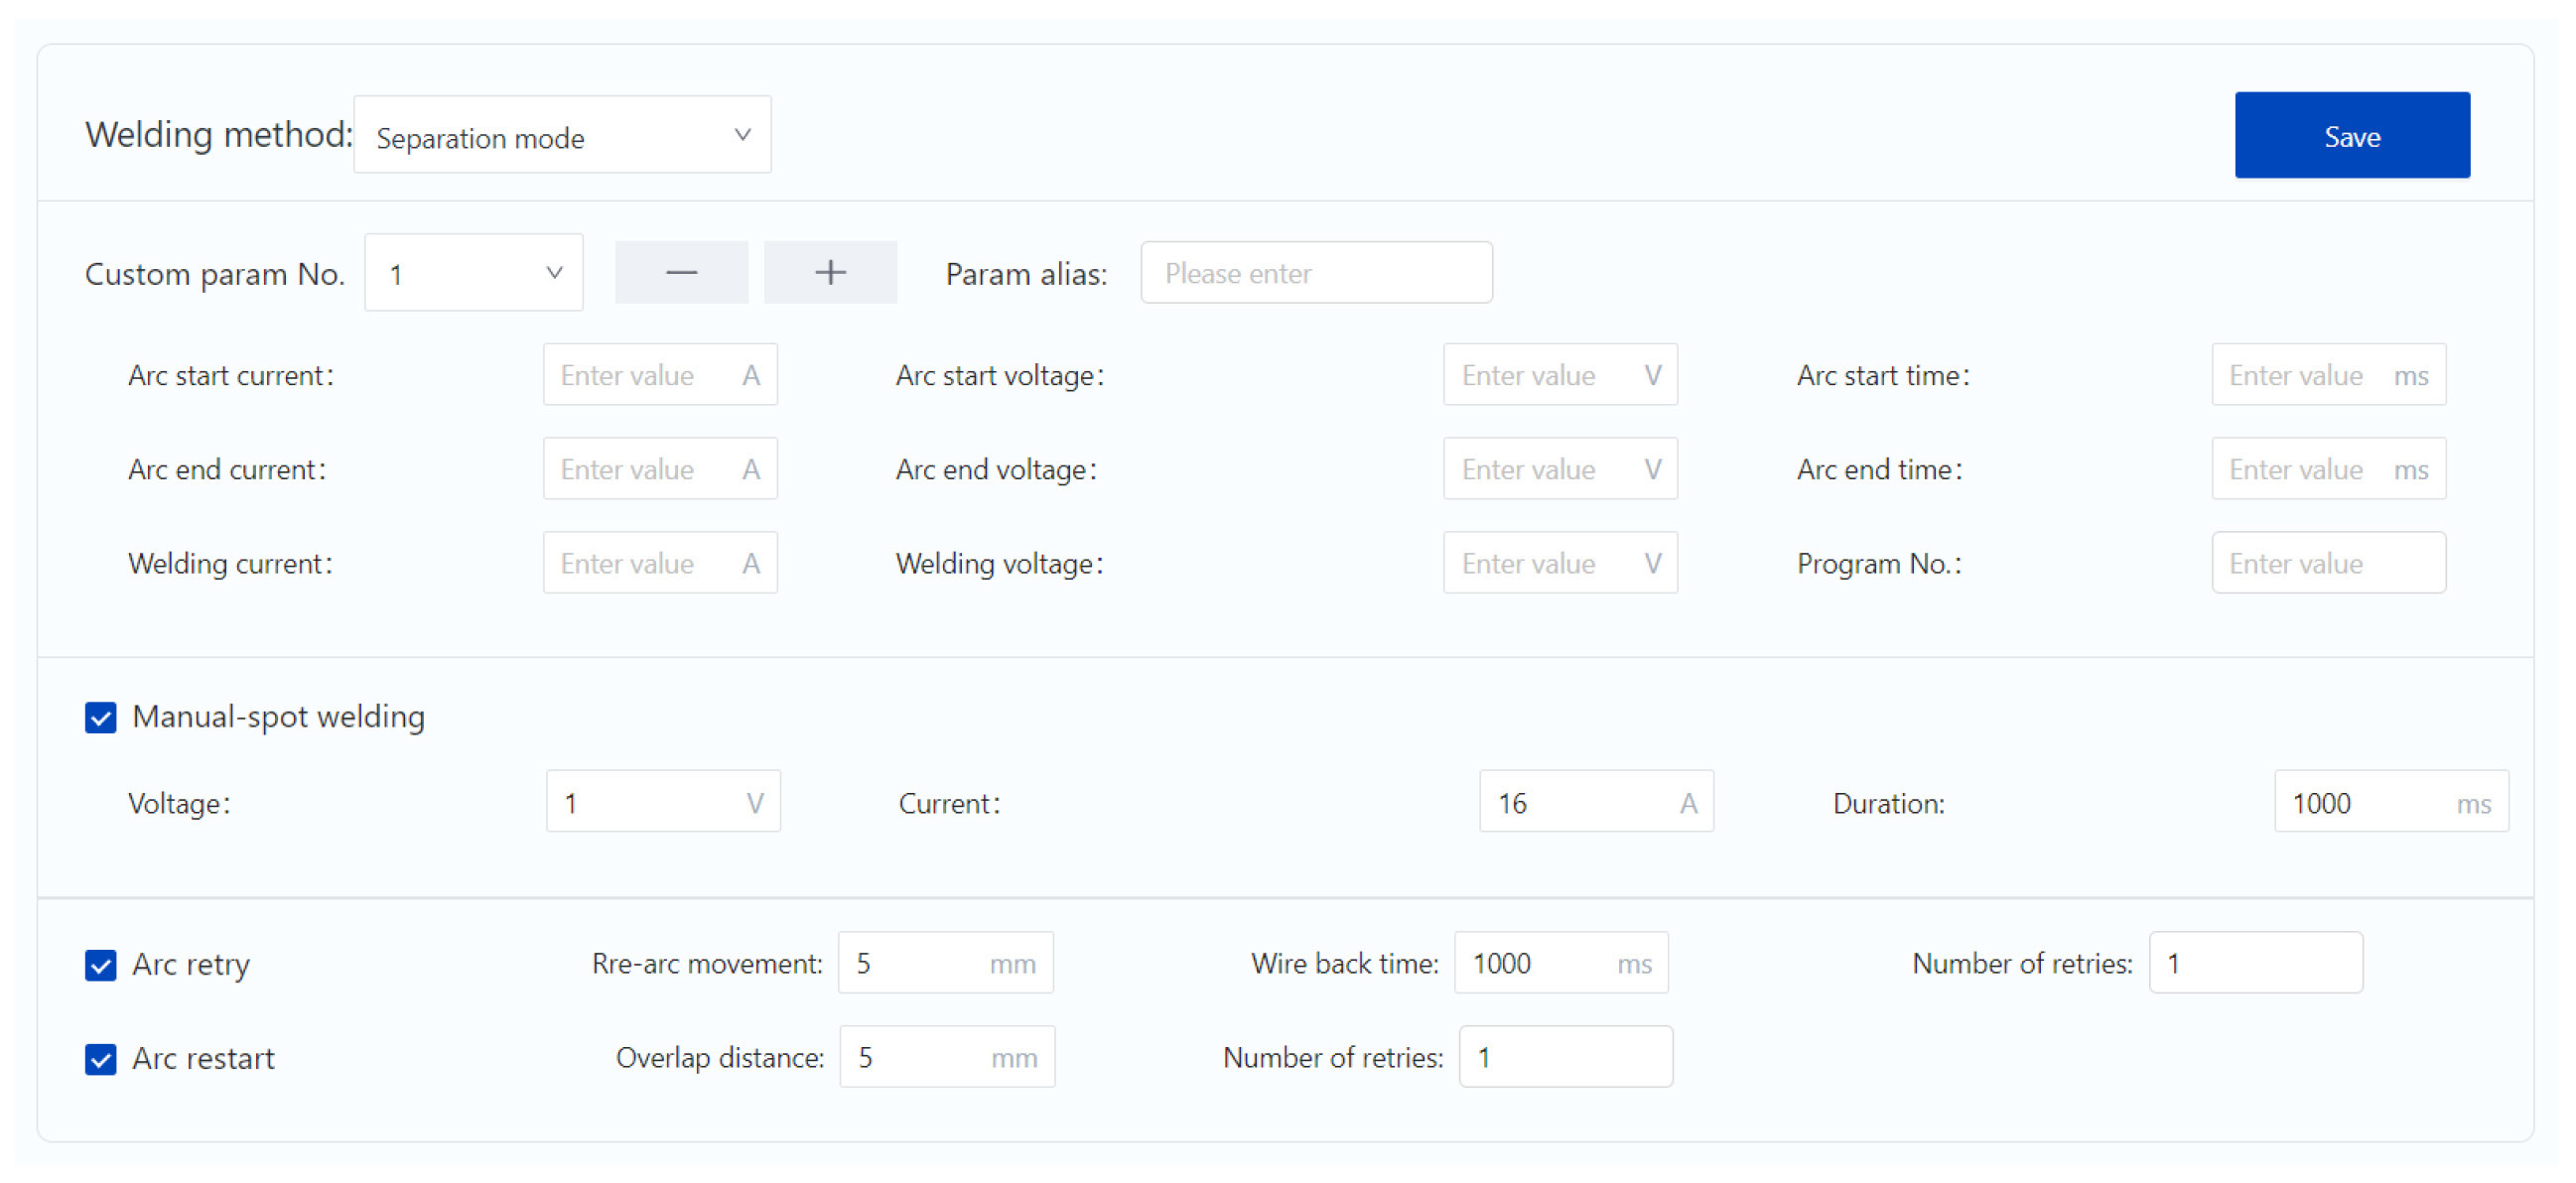 Welding method: Separation mode Save
Custom param No. 1 Param alias: Please enter
Arc start current: Enter value A Arc start voltage: Enter value V Arc start time: Enter value ms
Arc end current: Enter value A Arc end voltage: Enter value V Arc end time: Enter value ms
Welding current: Enter value A Welding voltage: Enter value V Program No.: Enter value
Manual-spot welding
Voltage: 1 V Current: 16 A Duration: 1000 ms
Arc retry Rre-arc movement: 5 mm Wire back time: 1000 ms Number of retries: 1
Arc restart Overlap distance: 5 mm Number of retries: 1